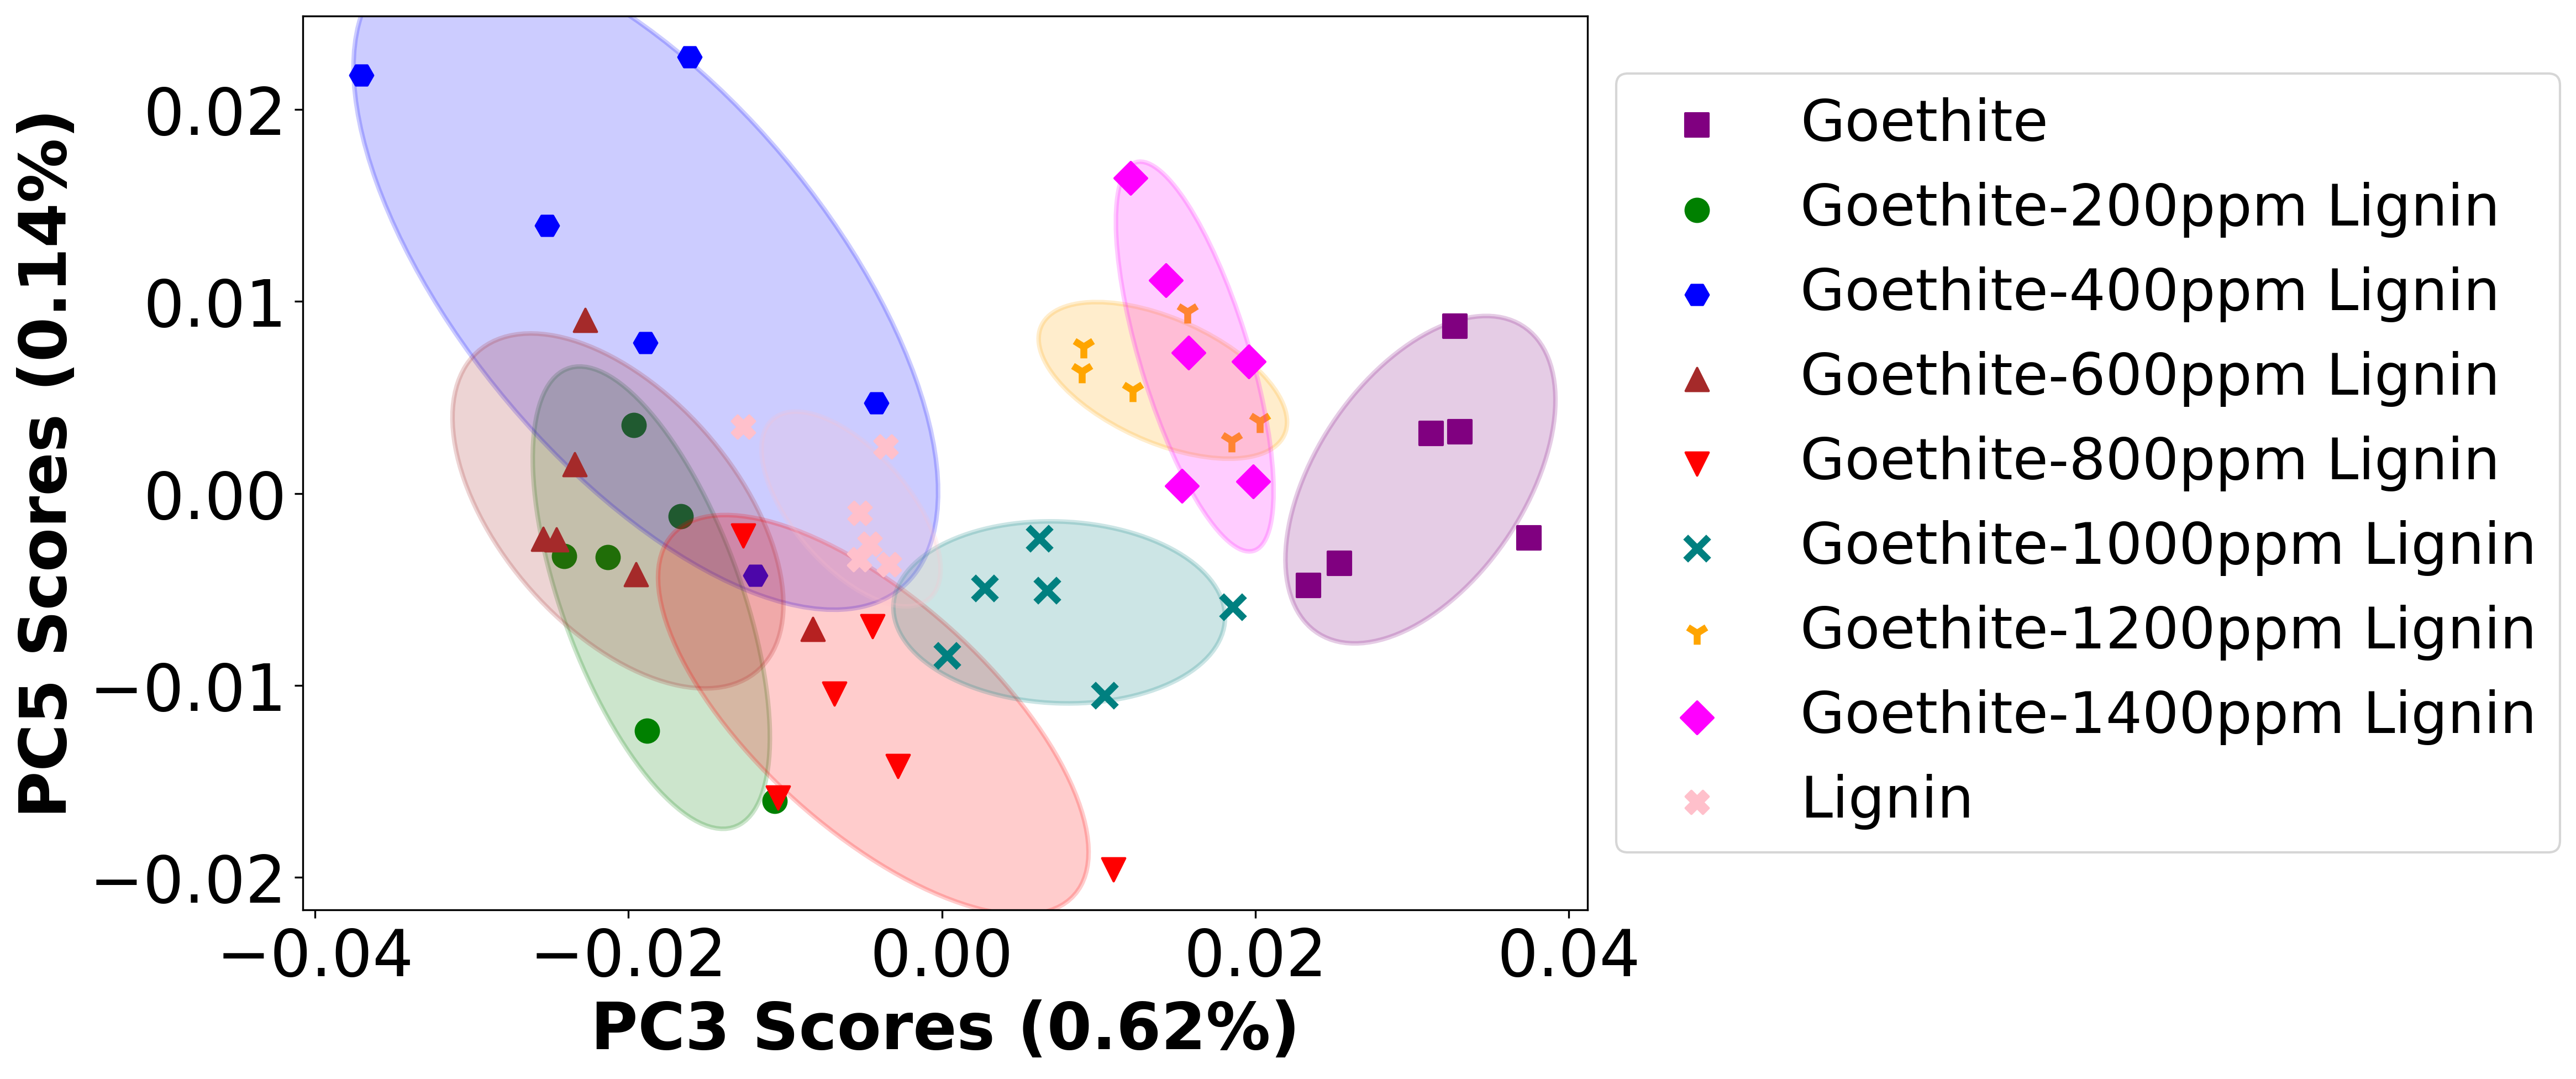 0.02
0.01
0.00
−0.01
−0.02
PC5 Scores (0.14%)
−0.04
−0.02
0.00
0.02
0.04
PC3 Scores (0.62%)
Goethite
Goethite-200ppm Lignin
Goethite-400ppm Lignin
Goethite-600ppm Lignin
Goethite-800ppm Lignin
Goethite-1000ppm Lignin
Goethite-1200ppm Lignin
Goethite-1400ppm Lignin
Lignin